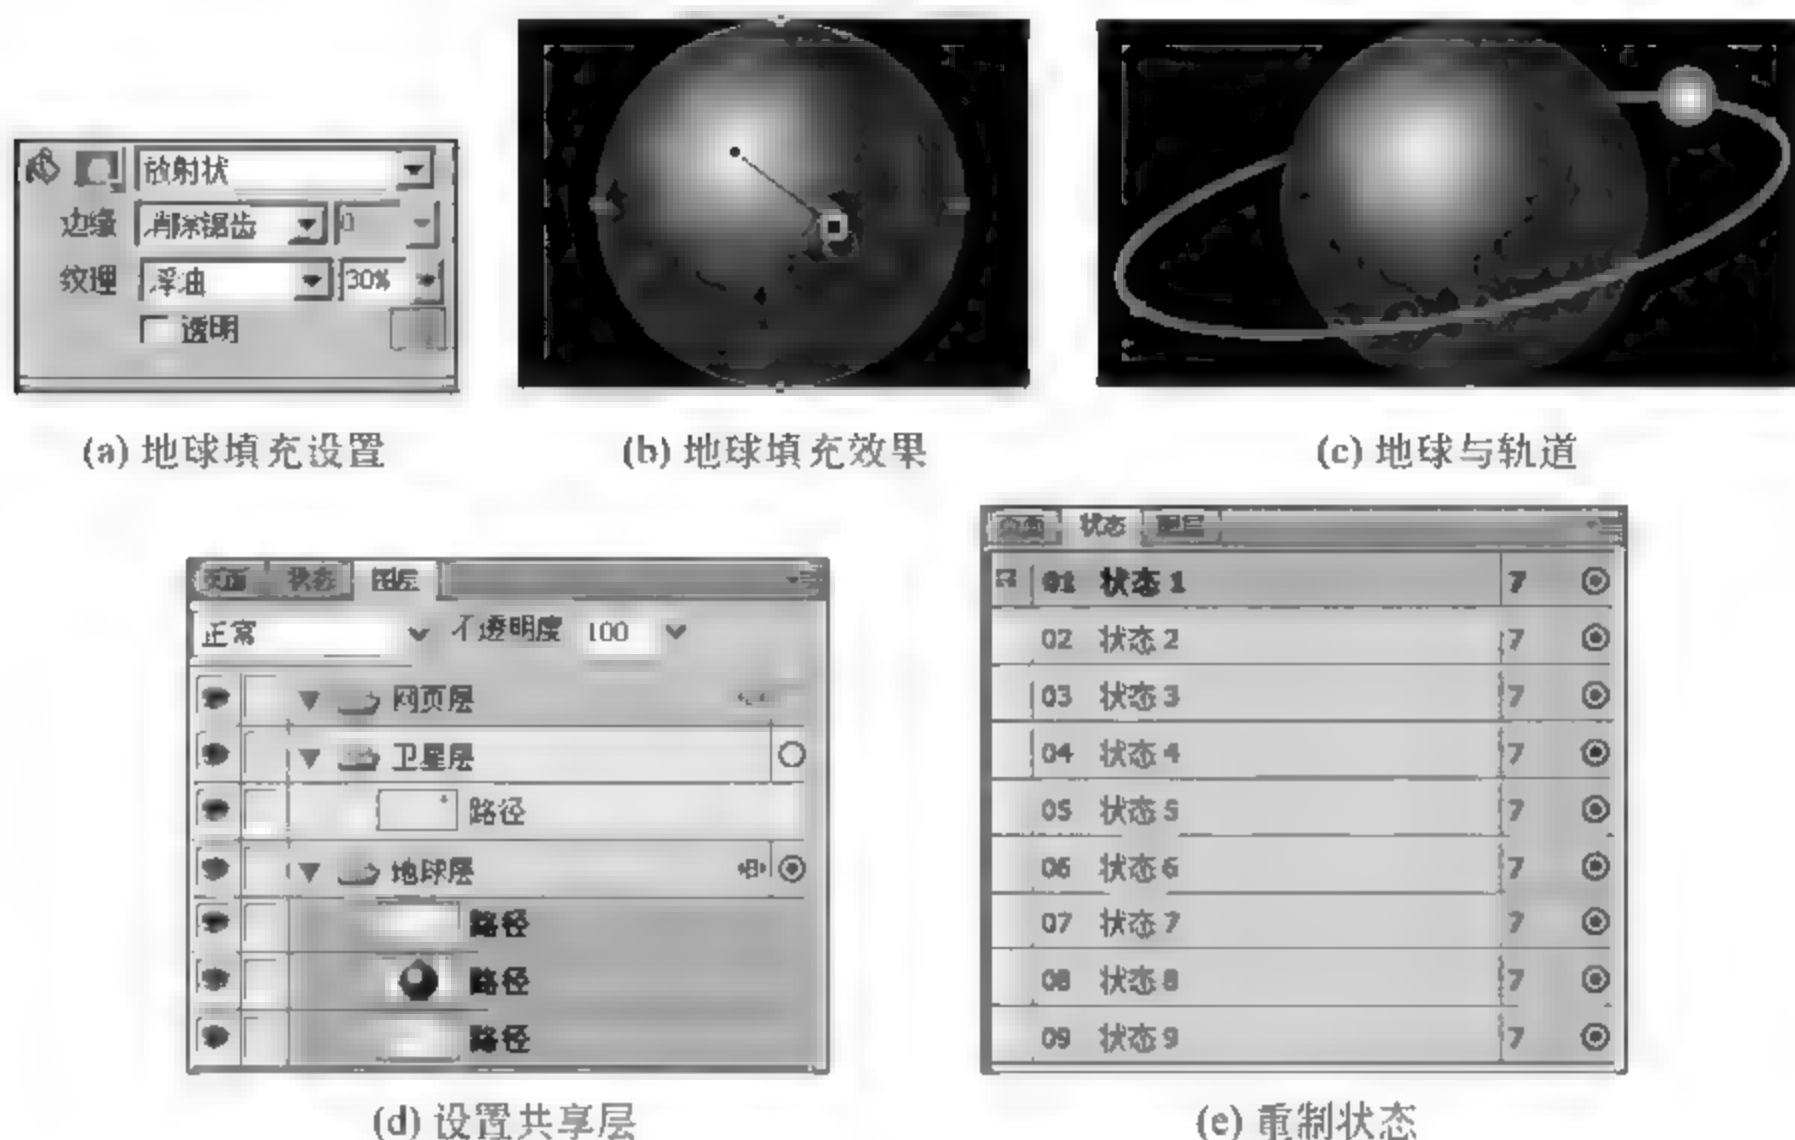 放射状
边缘 消除锯齿 0
纹理 浮油 30%
透明
(a) 地球填充设置
(b) 地球填充效果
(c) 地球与轨道
页面 状态 图层
正常 不透明度 100
网页层
卫星层
路径
地球层
路径
路径
路径
(d) 设置共享层
页面 状态 图层
01 状态 1 7
02 状态 2 7
03 状态 3 7
04 状态 4 7
05 状态 5 7
06 状态 6 7
07 状态 7 7
08 状态 8 7
09 状态 9 7
(e) 重制状态